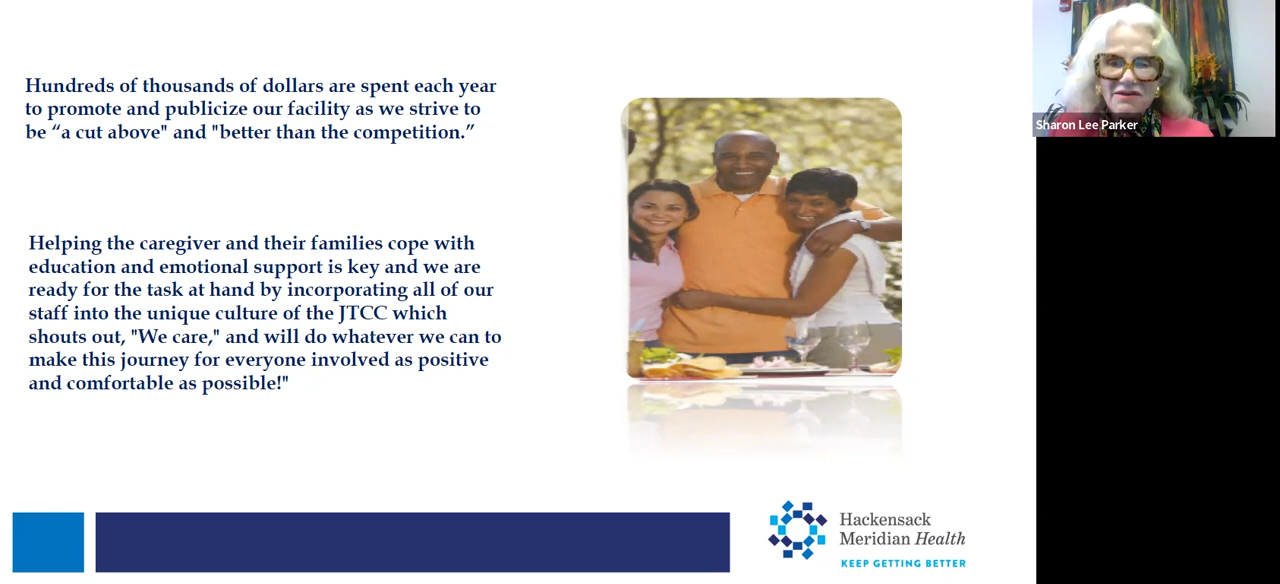 Hundreds of thousands of dollars are spent each year
to promote and publicize our facility as we strive to
be “a cut above" and "better than the competition.”
Helping the caregiver and their families cope with
education and emotional support is key and we are
ready for the task at hand by incorporating all of our
staff into the unique culture of the JTCC which
shouts out, "We care," and will do whatever we can to
make this journey for everyone involved as positive
and comfortable as possible!"
Sharon Lee Parker
Hackensack
Meridian Health
KEEP GETTING BETTER